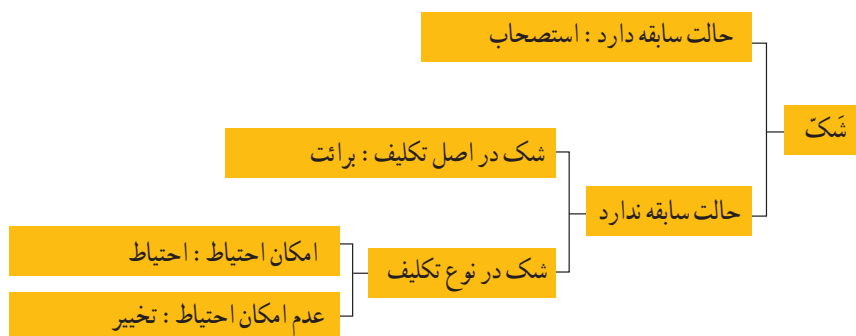 حالت سابقه دارد : استصحاب
شَکّ
شک در اصل تکلیف : برائت
حالت سابقه ندارد
امکان احتیاط : احتیاط
شک در نوع تکلیف
عدم امکان احتیاط : تخییر